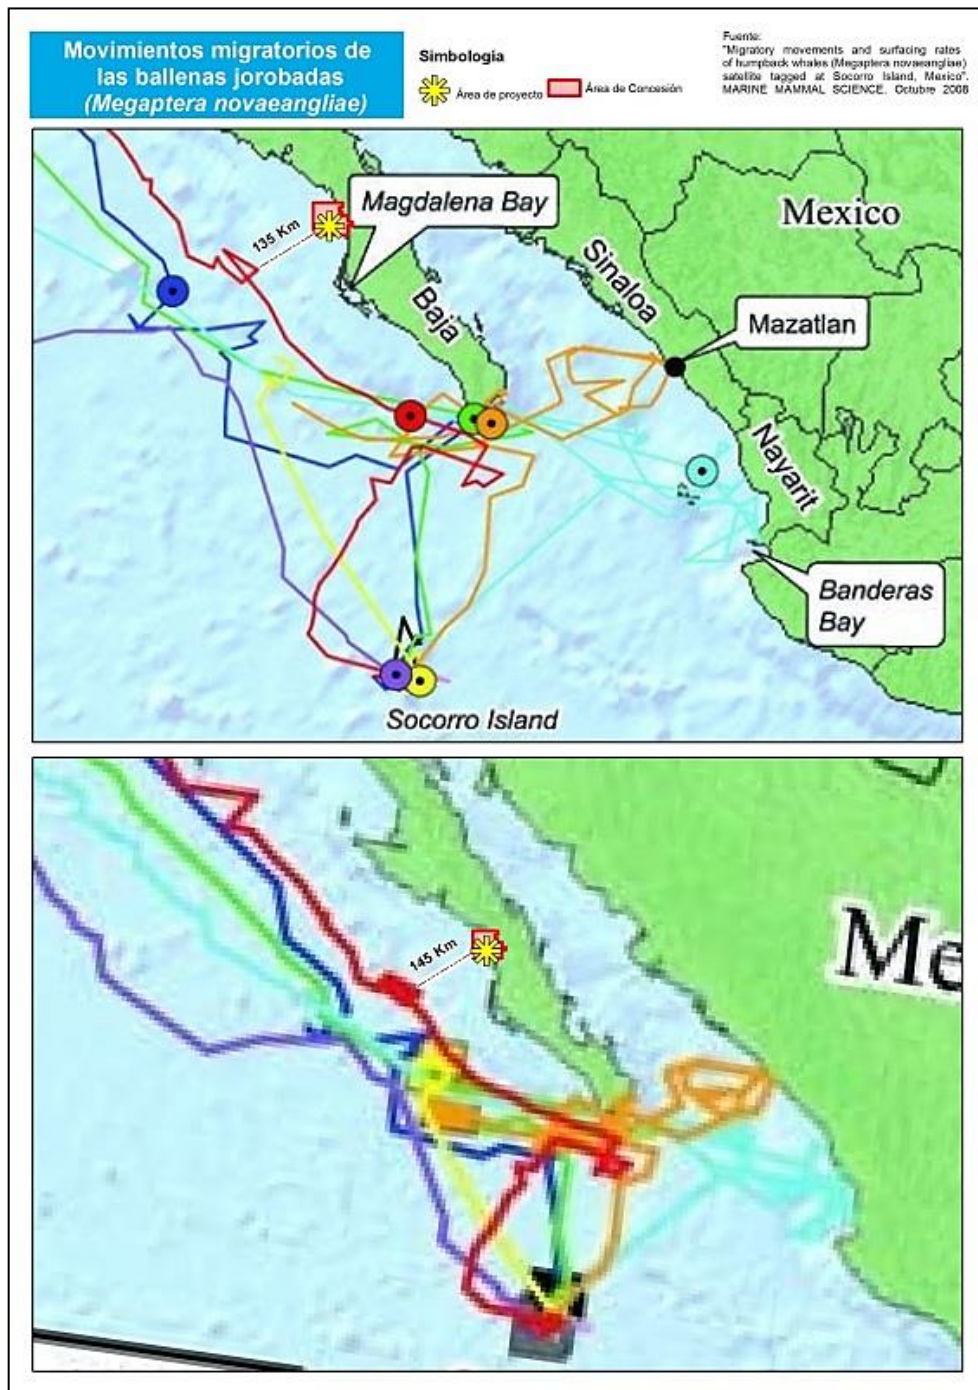 Movimientos migratorios de
las ballenas jorobadas
(Megaptera novaeangliae)
Simbologia
Área de proyecto
Área de Concesión
Fuente:
"Migratory movements and surfacing rates
of humpback whales (Megaptera novaeangliae)
satellite tagged at Socorro Island, Mexico".
MARINE MAMMAL SCIENCE. Octubre 2008
Magdalena Bay
Mexico
135 Km
Sinaloa
Baja
Mazatlan
Nayarit
Banderas
Bay
Socorro Island
Me
145 Km